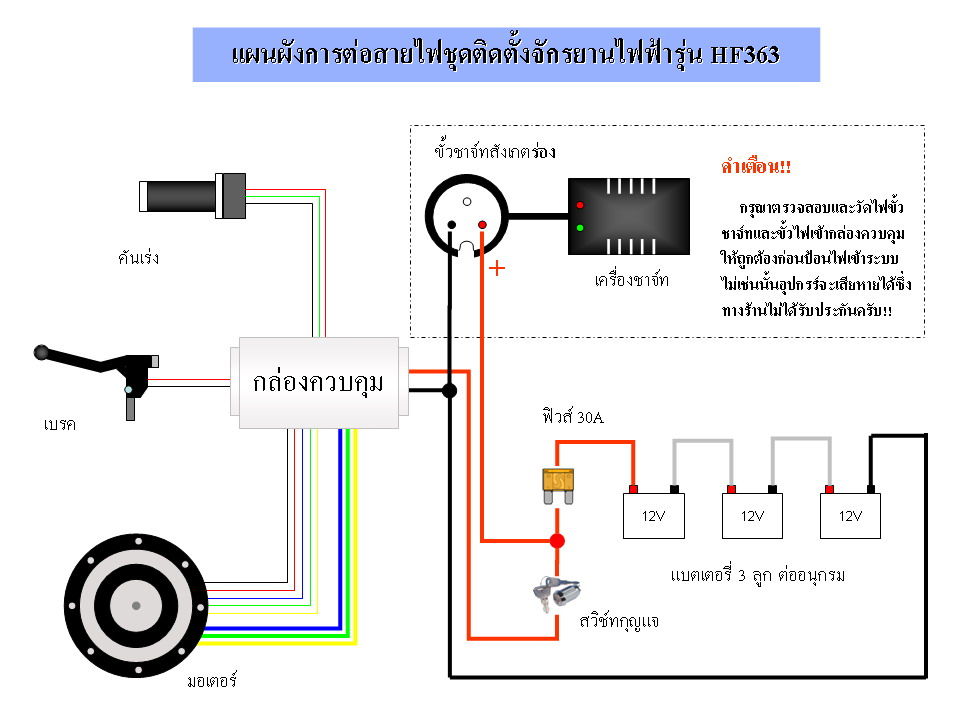 แผนผังการต่อสายไฟชุดติดตั้งจักรยานไฟฟ้ารุ่น HF363
ขั้วชาจ์ทสังเกตร่อง
คำเตือน!!
กรุณาตรวจสอบและวัดไฟขั้ว
ชาจ์ทและขั้วไฟเข้ากล่องควบคุม
ให้ถูกต้องก่อนป้อนไฟเข้าระบบ
ไม่เช่นนั้นอุปกรร์จะเสียหายได้ซึ่ง
ทางร้านไม่ได้รับประกันครับ!!
คันเร่ง
+
เครื่องชาจ์ท
กล่องควบคุม
เบรค
ฟิวส์ 30A
12V
12V
12V
แบตเตอรี่ 3 ลูก ต่ออนุกรม
สวิช์ทกุญแจ
มอเตอร์